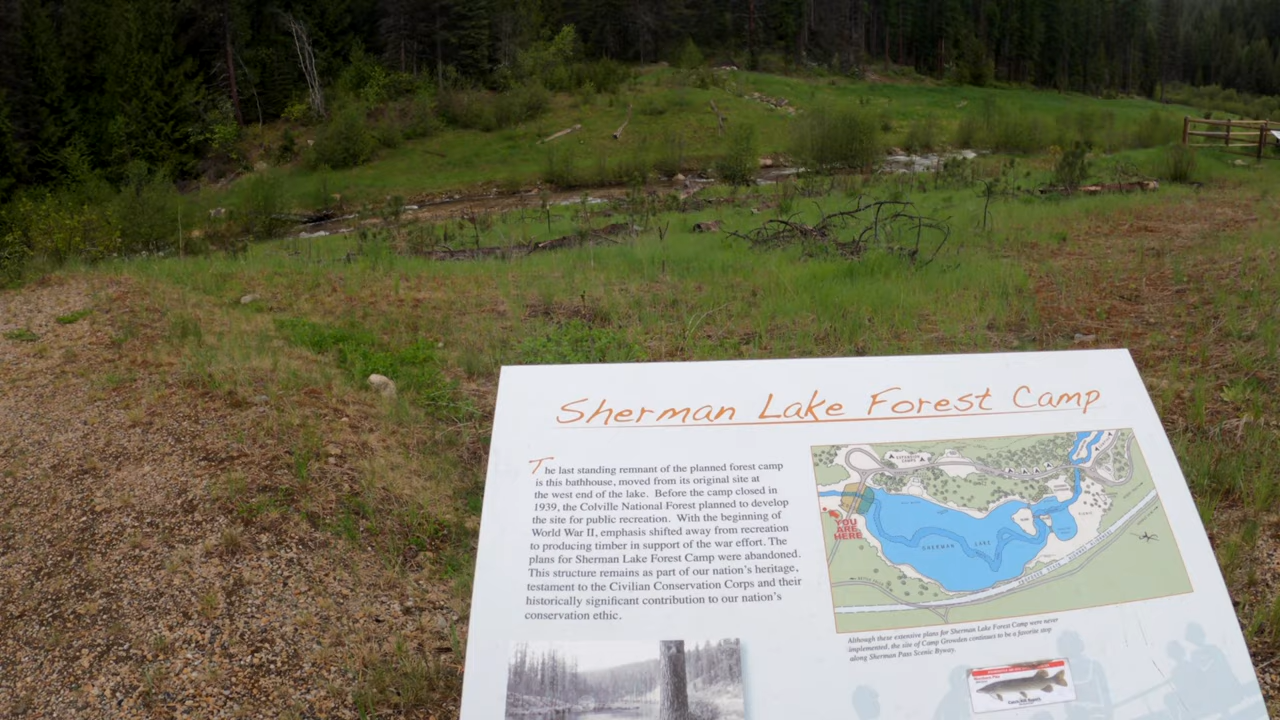 Sherman Lake Forest Camp
The last standing remnant of the planned forest camp
is this bathhouse, moved from its original site at
the west end of the lake. Before the camp closed in
1939, the Colville National Forest planned to develop
the site for public recreation. With the beginning of
World War II, emphasis shifted away from recreation
to producing timber in support of the war effort. The
plans for Sherman Lake Forest Camp were abandoned.
This structure remains as part of our nation's heritage,
testament to the Civilian Conservation Corps and their
historically significant contribution to our nation's
conservation ethic.
YOU
ARE
HERE
SHERMAN LAKE
Although these extensive plans for Sherman Lake Forest Camp were never
implemented, the site of Camp Growden continues to be a favorite stop
along Sherman Pass Scenic Byway.